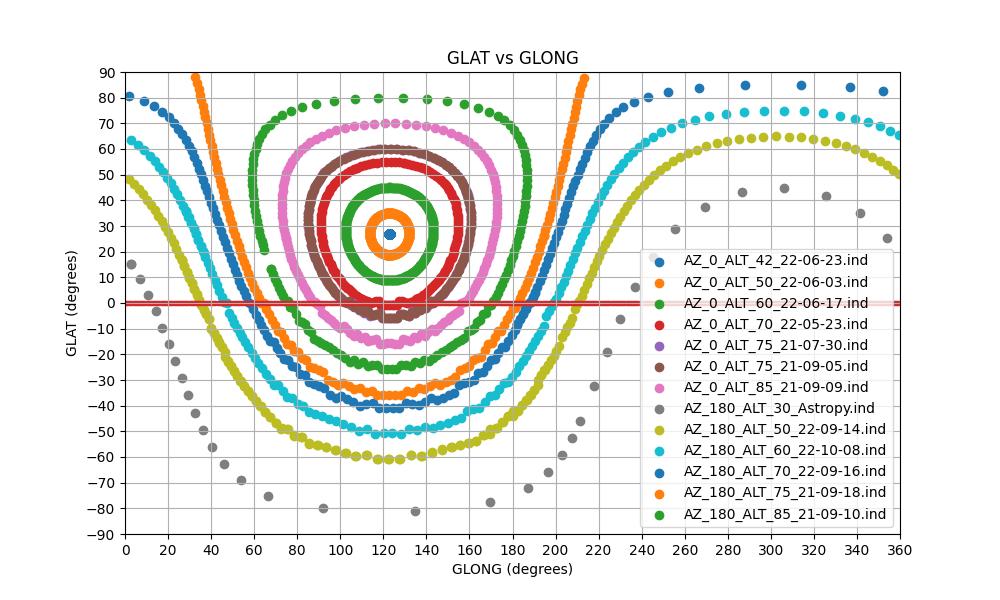 GLAT vs GLONG
GLAT (degrees)
90
80
70
60
50
40
30
20
10
0
−10
−20
−30
−40
−50
−60
−70
−80
−90
AZ_0_ALT_42_22-06-23.ind
AZ_0_ALT_50_22-06-03.ind
AZ_0_ALT_60_22-06-17.ind
AZ_0_ALT_70_22-05-23.ind
AZ_0_ALT_75_21-07-30.ind
AZ_0_ALT_75_21-09-05.ind
AZ_0_ALT_85_21-09-09.ind
AZ_180_ALT_30_Astropy.ind
AZ_180_ALT_50_22-09-14.ind
AZ_180_ALT_60_22-10-08.ind
AZ_180_ALT_70_22-09-16.ind
AZ_180_ALT_75_21-09-18.ind
AZ_180_ALT_85_21-09-10.ind
0 20 40 60 80 100 120 140 160 180 200 220 240 260 280 300 320 340 360
GLONG (degrees)